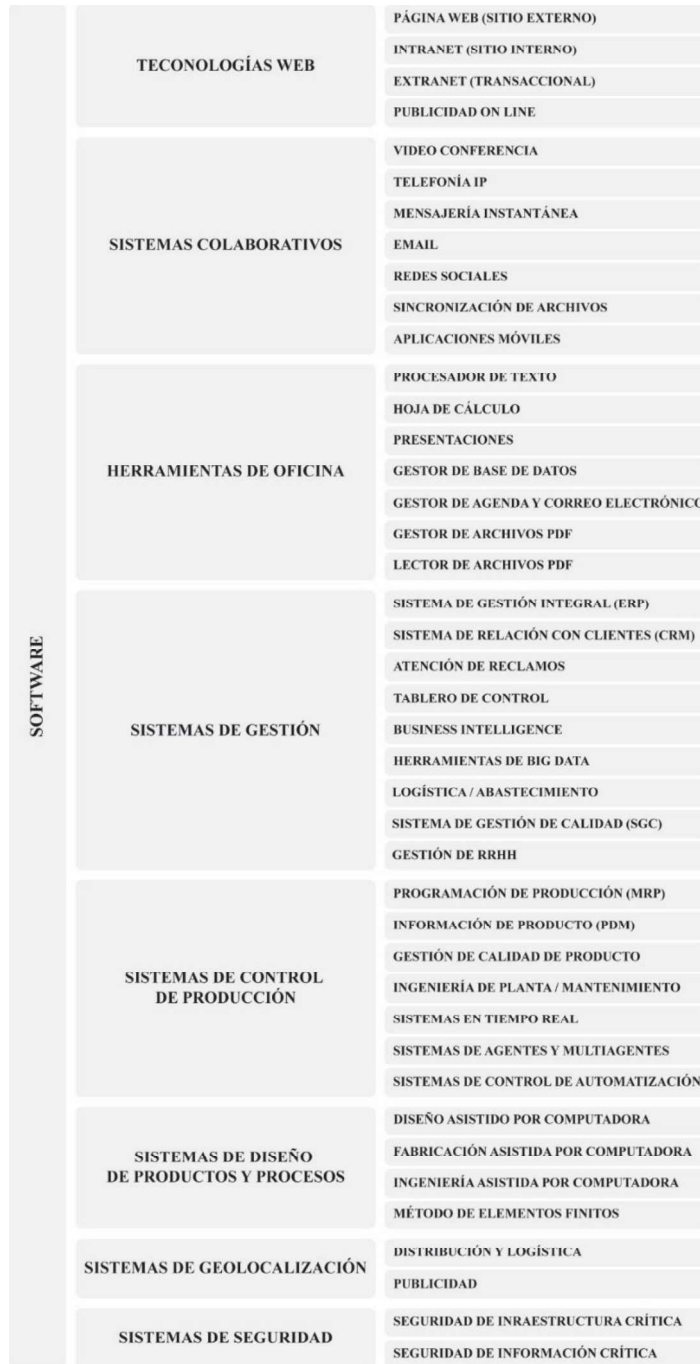 SOFTWARE
TECONOLOGÍAS WEB
PÁGINA WEB (SITIO EXTERNO)
INTRANET (SITIO INTERNO)
EXTRANET (TRANSACCIONAL)
PUBLICIDAD ON LINE
SISTEMAS COLABORATIVOS
VIDEO CONFERENCIA
TELEFONÍA IP
MENSAJERÍA INSTANTÁNEA
EMAIL
REDES SOCIALES
SINCRONIZACIÓN DE ARCHIVOS
APLICACIONES MÓVILES
HERRAMIENTAS DE OFICINA
PROCESADOR DE TEXTO
HOJA DE CÁLCULO
PRESENTACIONES
GESTOR DE BASE DE DATOS
GESTOR DE AGENDA Y CORREO ELECTRÓNICO
GESTOR DE ARCHIVOS PDF
LECTOR DE ARCHIVOS PDF
SISTEMAS DE GESTIÓN
SISTEMA DE GESTIÓN INTEGRAL (ERP)
SISTEMA DE RELACIÓN CON CLIENTES (CRM)
ATENCIÓN DE RECLAMOS
TABLERO DE CONTROL
BUSINESS INTELLIGENCE
HERRAMIENTAS DE BIG DATA
LOGÍSTICA / ABASTECIMIENTO
SISTEMA DE GESTIÓN DE CALIDAD (SGC)
GESTIÓN DE RRHH
SISTEMAS DE CONTROL
DE PRODUCCIÓN
PROGRAMACIÓN DE PRODUCCIÓN (MRP)
INFORMACIÓN DE PRODUCTO (PDM)
GESTIÓN DE CALIDAD DE PRODUCTO
INGENIERÍA DE PLANTA / MANTENIMIENTO
SISTEMAS EN TIEMPO REAL
SISTEMAS DE AGENTES Y MULTIAGENTES
SISTEMAS DE CONTROL DE AUTOMATIZACIÓN
SISTEMAS DE DISEÑO
DE PRODUCTOS Y PROCESOS
DISEÑO ASISTIDO POR COMPUTADORA
FABRICACIÓN ASISTIDA POR COMPUTADORA
INGENIERÍA ASISTIDA POR COMPUTADORA
MÉTODO DE ELEMENTOS FINITOS
SISTEMAS DE GEOLOCALIZACIÓN
DISTRIBUCIÓN Y LOGÍSTICA
PUBLICIDAD
SISTEMAS DE SEGURIDAD
SEGURIDAD DE INRAESTRUCTURA CRÍTICA
SEGURIDAD DE INFORMACIÓN CRÍTICA